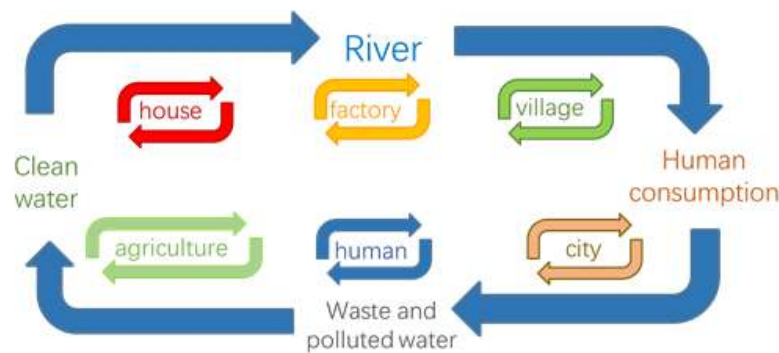 River
house
factory
village
Clean
water
Human
consumption
agriculture
human
city
Waste and
polluted water